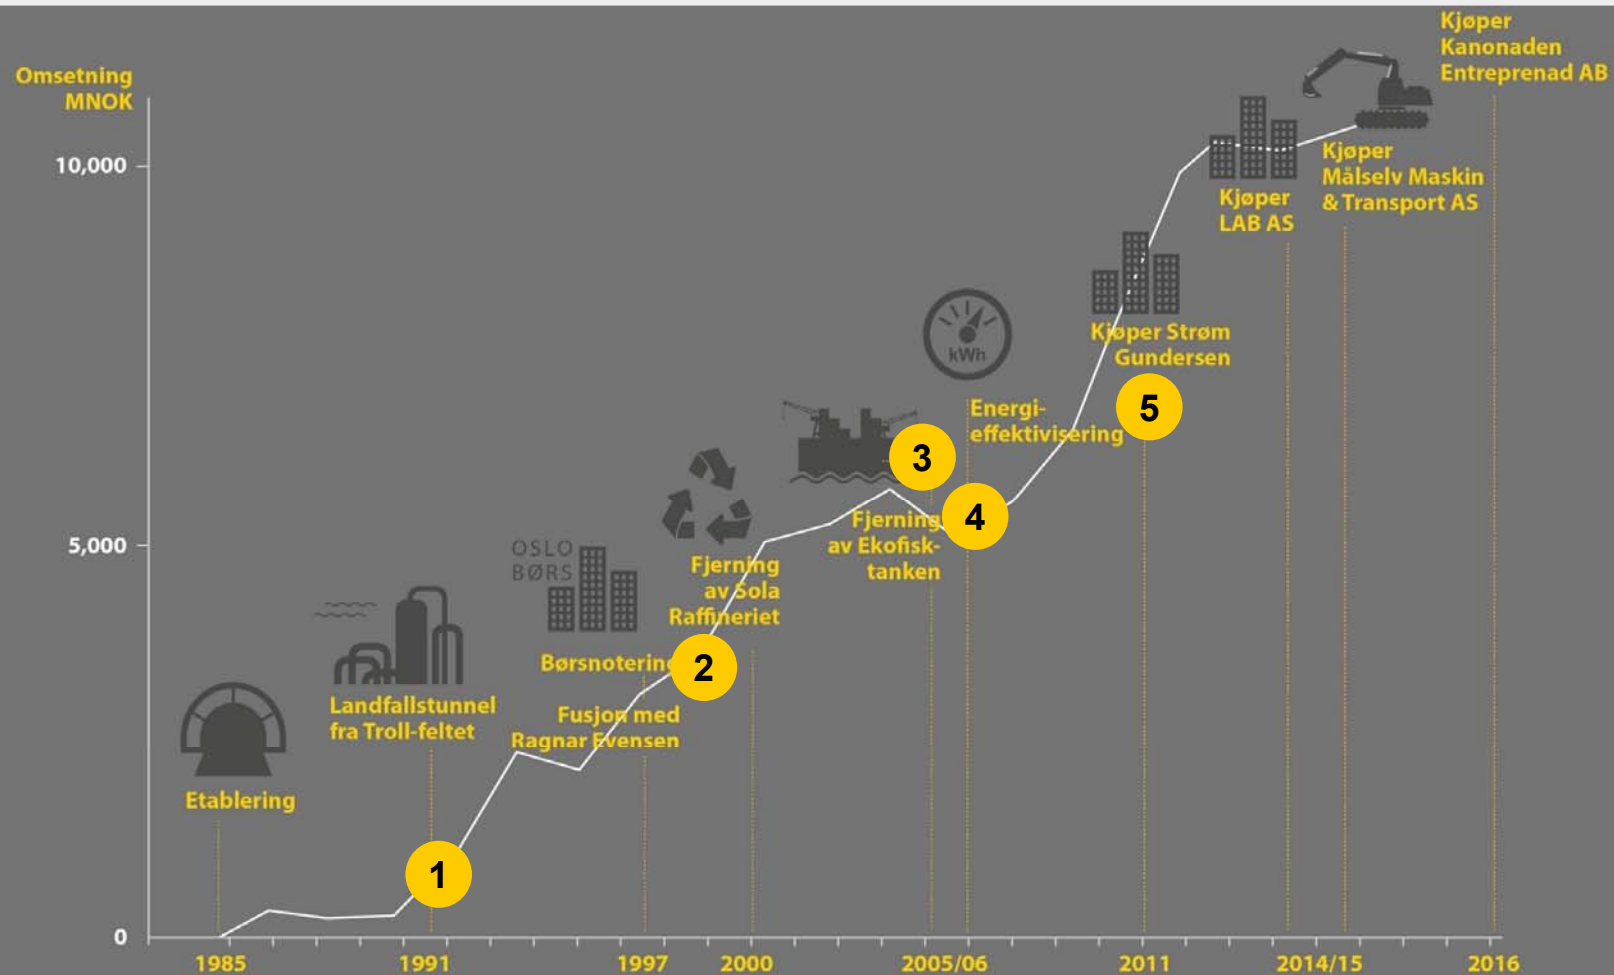 Omsetning
MNOK
10,000
5,000
0
Etablering
Landfallstunnel
fra Troll-feltet
1
OSLO
BØRS
Børsnotering
Fusjon med
Ragnar Evensen
2
Fjerning
av Sola
Raffineriet
3
Fjerning
av Ekofisk-
tanken
4
kWh
Energi-
effektivisering
Kjøper Strøm
Gundersen
5
Kjøper
LAB AS
Kjøper
Målselv Maskin
& Transport AS
Kjøper
Kanonaden
Entreprenad AB
1985
1991
1997
2000
2005/06
2011
2014/15
2016